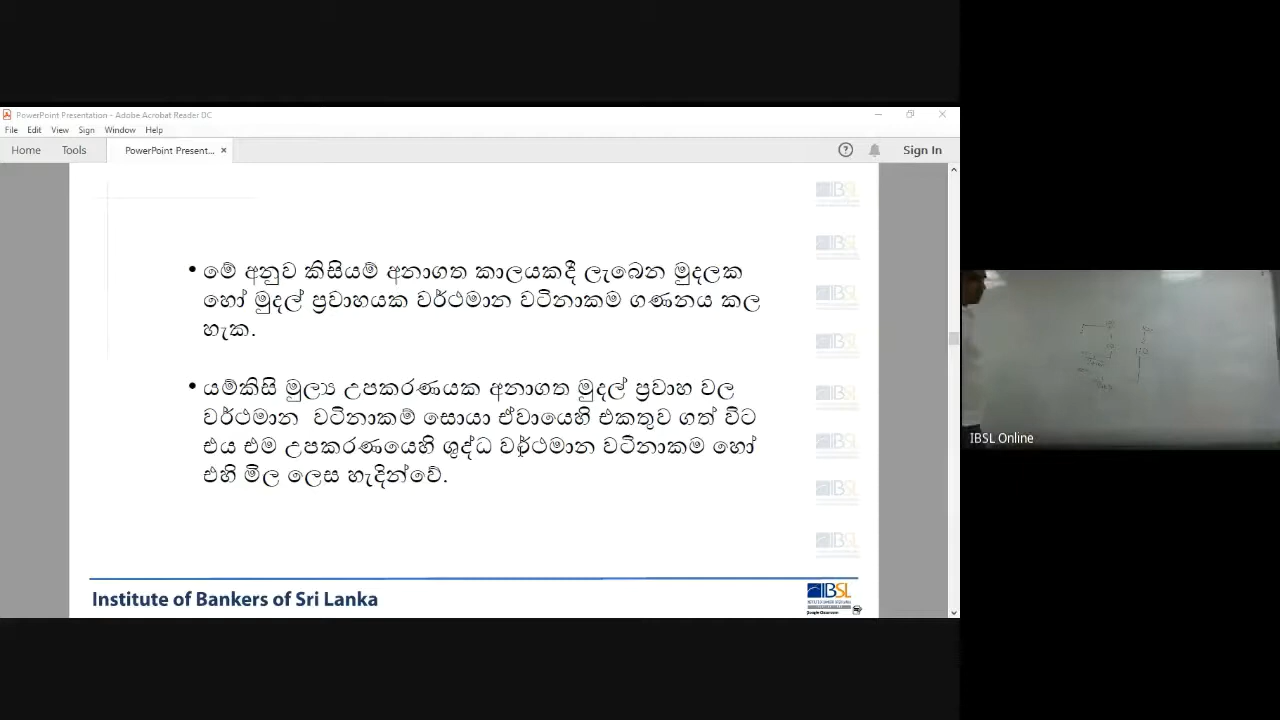 PowerPoint Presentation - Adobe Acrobat Reader DC
File Edit View Sign Window Help
Home Tools PowerPoint Present... × Sign In
• මේ අනුව කිසියම් අනාගත කාලයකදී ලැබෙන මුදලක
හෝ මුදල් ප්‍රවාහයක වර්ථමාන වටිනාකම ගණනය කල
හැක.
• යම්කිසි මුල්‍ය උපකරණයක අනාගත මුදල් ප්‍රවාහ වල
වර්ථමාන වටිනාකම් සොයා ඒවායෙහි එකතුව ගත් විට
එය එම උපකරණයෙහි ශුද්ධ වර්ථමාන වටිනාකම හෝ
එහි මිල ලෙස හැදින්වේ.
IBSL Online
Institute of Bankers of Sri Lanka
IBSL